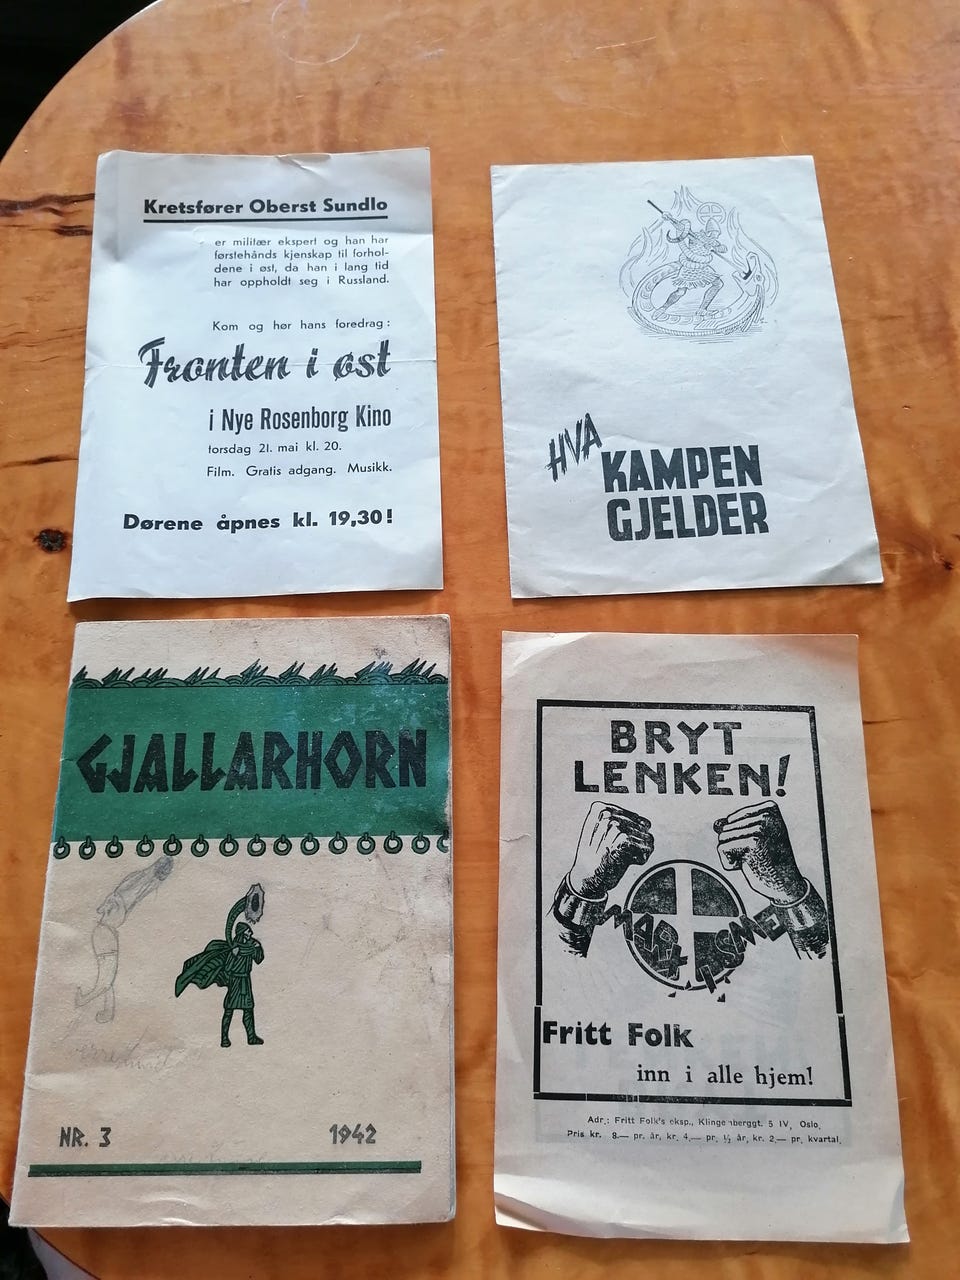 Kretsfører Oberst Sundlo
er militær ekspert og han har
førstehånds kjenskap til forhol-
dene i øst, da han i lang tid
har oppholdt seg i Russland.
Kom og hør hans foredrag:
Fronten i øst
i Nye Rosenborg Kino
torsdag 21. mai kl. 20.
Film. Gratis adgang. Musikk.
Dørene åpnes kl. 19,30!
HVA
KAMPEN
GJELDER
GJALLARHORN
NR. 3 1942
BRYT
LENKEN!
MARXISME
Fritt Folk
inn i alle hjem!
Adr.: Fritt Folk's eksp., Klingenberggt. 5 IV, Oslo.
Pris kr. 8.— pr. år, kr. 4,— pr. ½ år, kr. 2,— pr. kvartal.